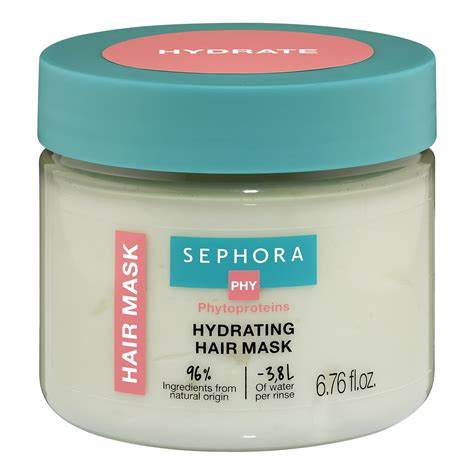 HYDRATE
HAIR MASK
SEPHORA
PHY
Phytoproteins
HYDRATING
HAIR MASK
96%
Ingredients from
natural origin
-3,8L
Of water
per rinse
6.76 fl.oz.